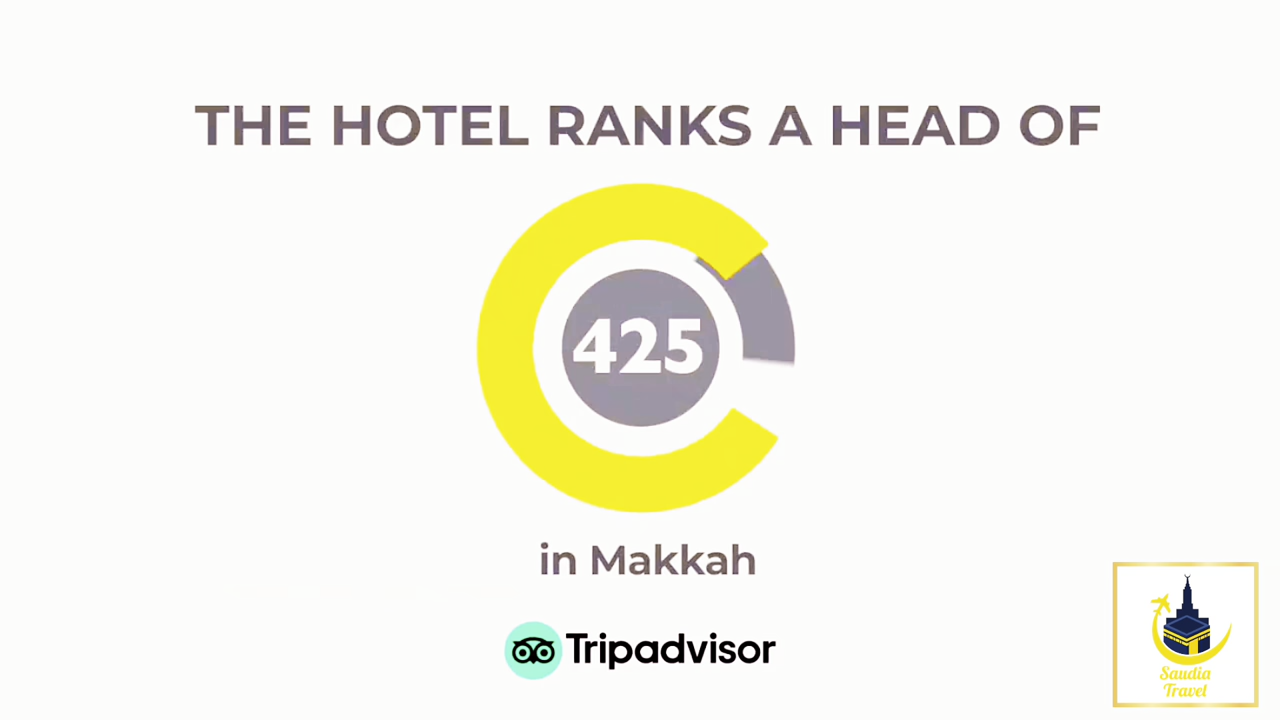 THE HOTEL RANKS A HEAD OF
425
in Makkah
Tripadvisor
Saudia
Travel